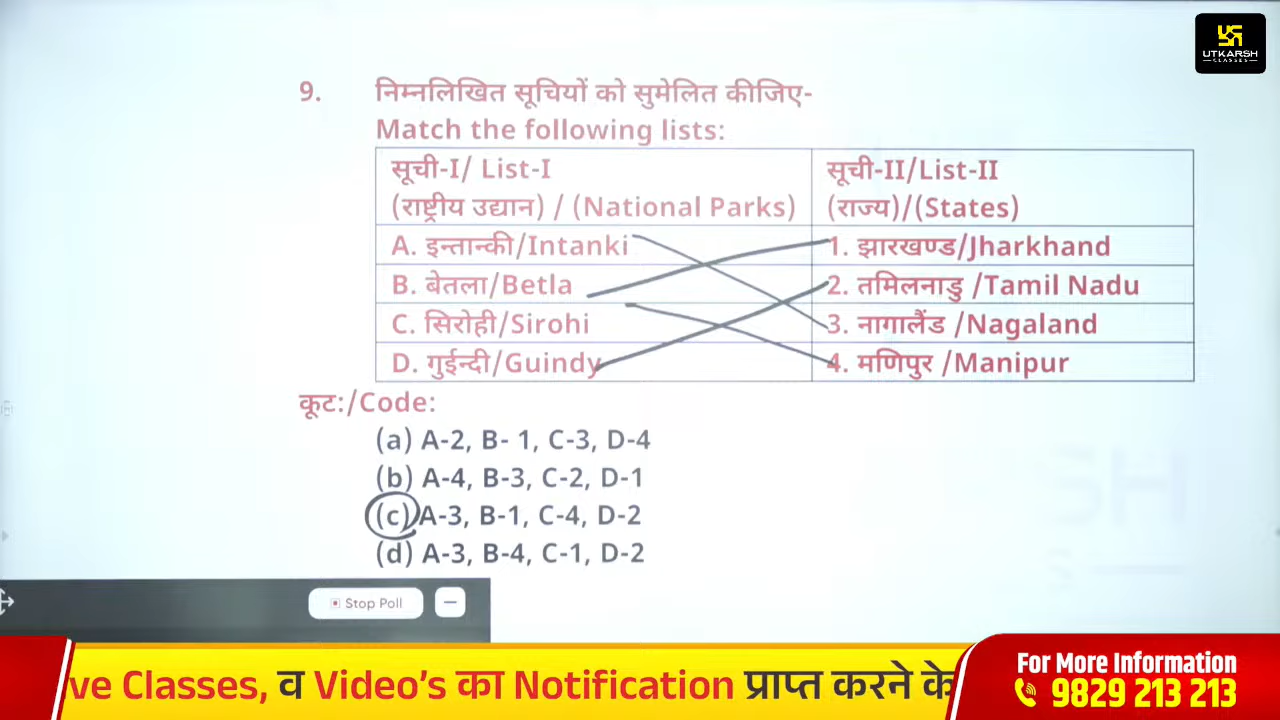 UTKARSH
CLASSES
9. निम्नलिखित सूचियों को सुमेलित कीजिए-
Match the following lists:
सूची-I/ List-I
(राष्ट्रीय उद्यान) / (National Parks)
सूची-II/List-II
(राज्य)/(States)
A. इन्तान्की/Intanki 1. झारखण्ड/Jharkhand
B. बेतला/Betla 2. तमिलनाडु /Tamil Nadu
C. सिरोही/Sirohi 3. नागालैंड /Nagaland
D. गुईन्दी/Guindy 4. मणिपुर /Manipur
कूटः/Code:
(a) A-2, B- 1, C-3, D-4
(b) A-4, B-3, C-2, D-1
(c) A-3, B-1, C-4, D-2
(d) A-3, B-4, C-1, D-2
Stop Poll
ve Classes, व Video's का Notification प्राप्त करने के
For More Information
9829 213 213